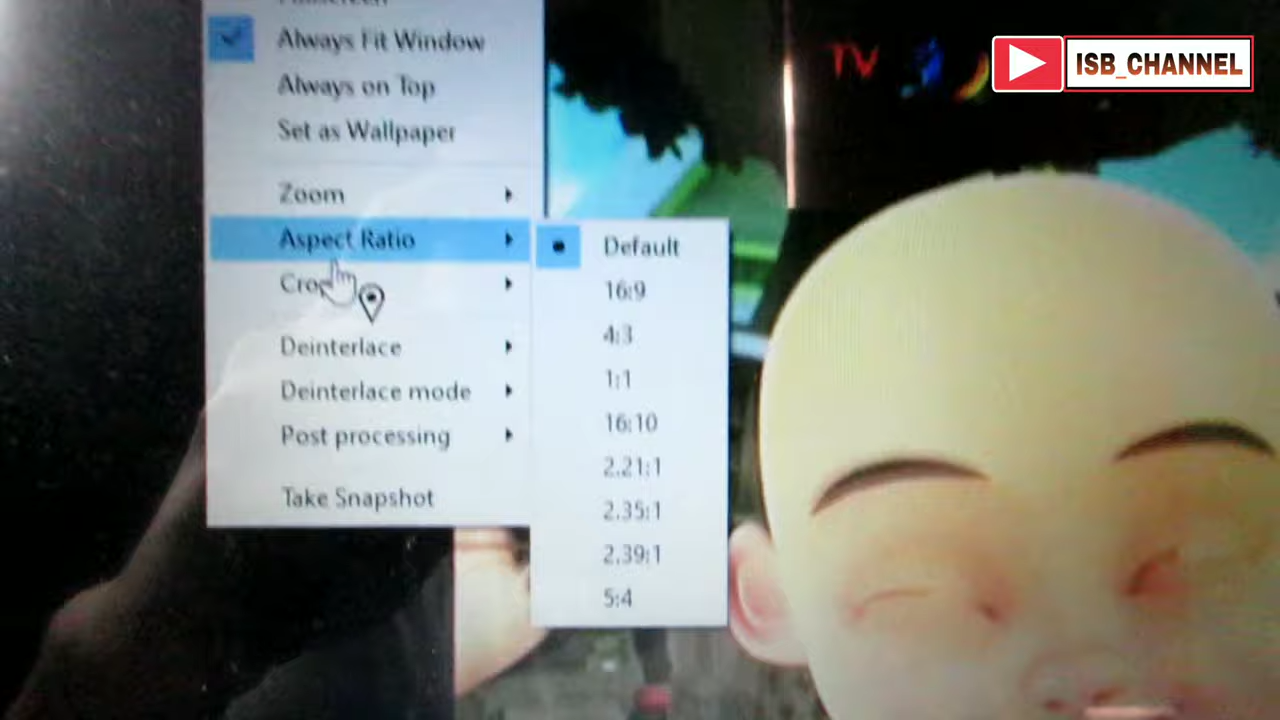 Fullscreen
Always Fit Window
Always on Top
Set as Wallpaper
Zoom
Aspect Ratio
Crop
Deinterlace
Deinterlace mode
Post processing
Take Snapshot
Default
16:9
4:3
1:1
16:10
2.21:1
2.35:1
2.39:1
5:4
TV
ISB_CHANNEL